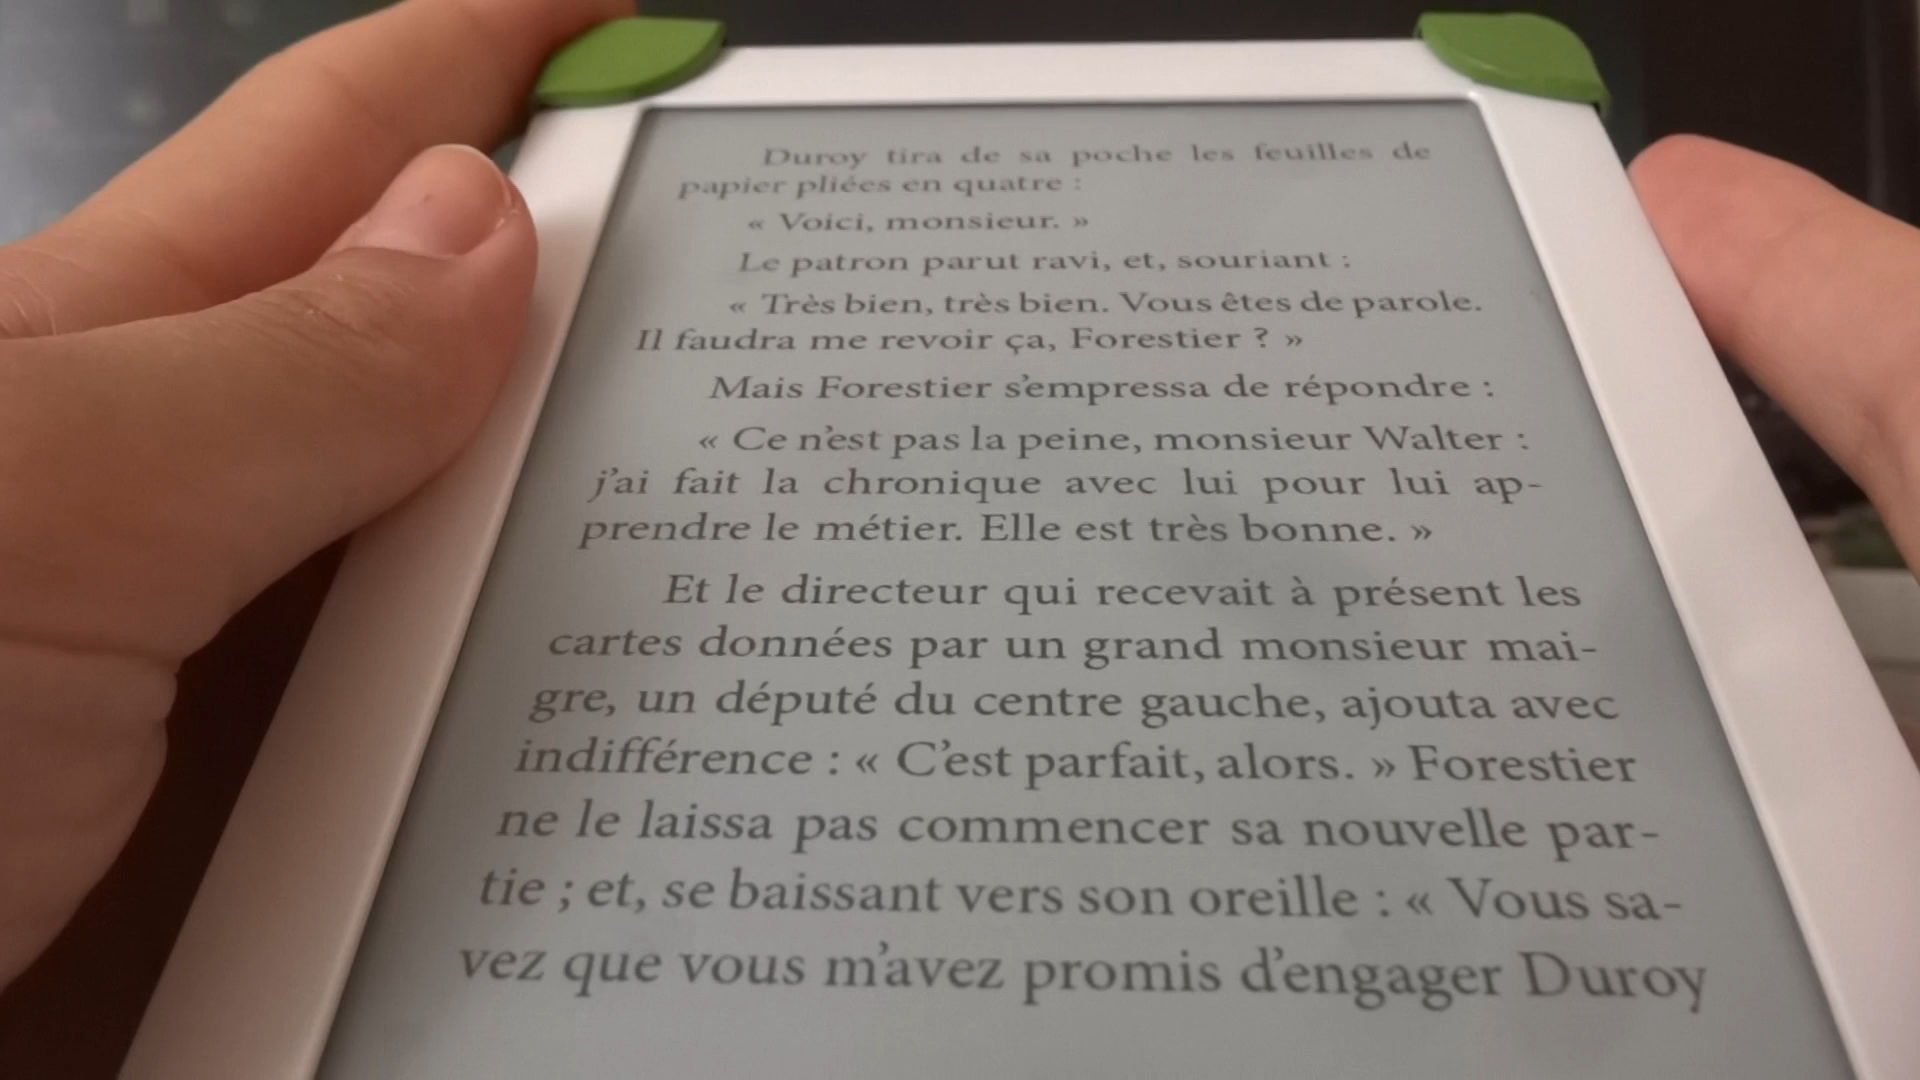 Duroy tira de sa poche les feuilles de
papier pliées en quatre :
« Voici, monsieur. »
Le patron parut ravi, et, souriant :
« Très bien, très bien. Vous êtes de parole.
Il faudra me revoir ça, Forestier ? »
Mais Forestier s'empressa de répondre :
« Ce n'est pas la peine, monsieur Walter :
j'ai fait la chronique avec lui pour lui ap-
prendre le métier. Elle est très bonne. »
Et le directeur qui recevait à présent les
cartes données par un grand monsieur mai-
gre, un député du centre gauche, ajouta avec
indifférence : « C'est parfait, alors. » Forestier
ne le laissa pas commencer sa nouvelle par-
tie ; et, se baissant vers son oreille : « Vous sa-
vez que vous m'avez promis d'engager Duroy